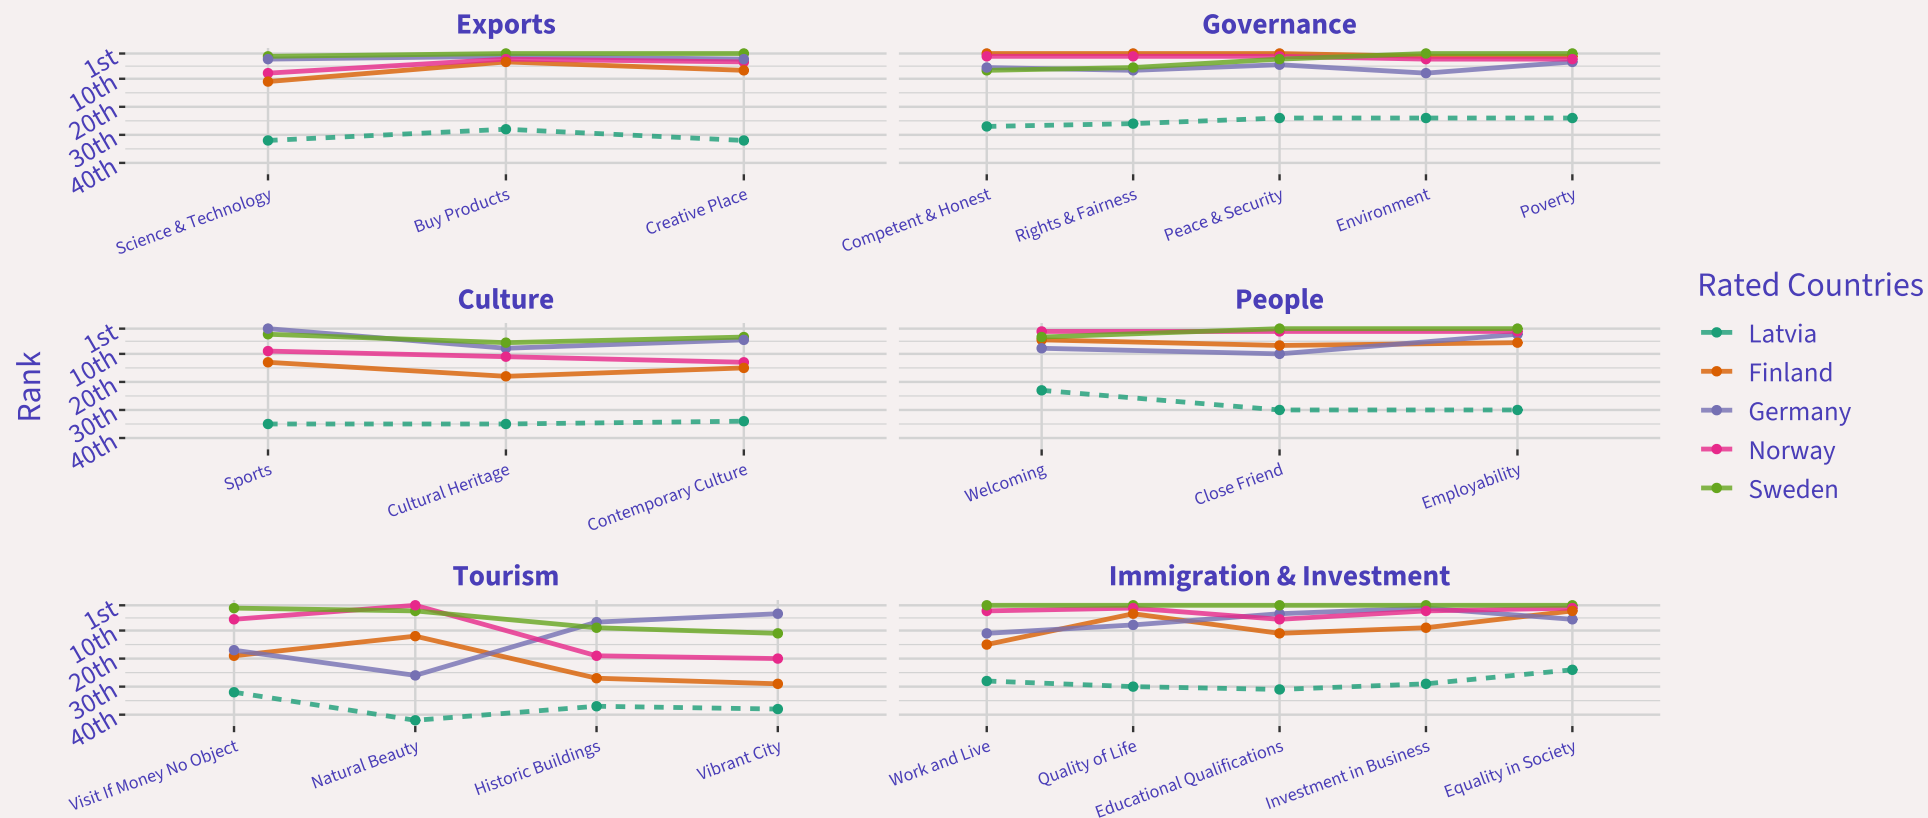 Exports
Governance
1st
10th
20th
30th
40th
Science & Technology
Buy Products
Creative Place
Competent & Honest
Rights & Fairness
Peace & Security
Environment
Poverty
Culture
People
Rank
1st
10th
20th
30th
40th
Sports
Cultural Heritage
Contemporary Culture
Welcoming
Close Friend
Employability
Rated Countries
Latvia
Finland
Germany
Norway
Sweden
Tourism
Immigration & Investment
1st
10th
20th
30th
40th
Visit If Money No Object
Natural Beauty
Historic Buildings
Vibrant City
Work and Live
Quality of Life
Educational Qualifications
Investment in Business
Equality in Society